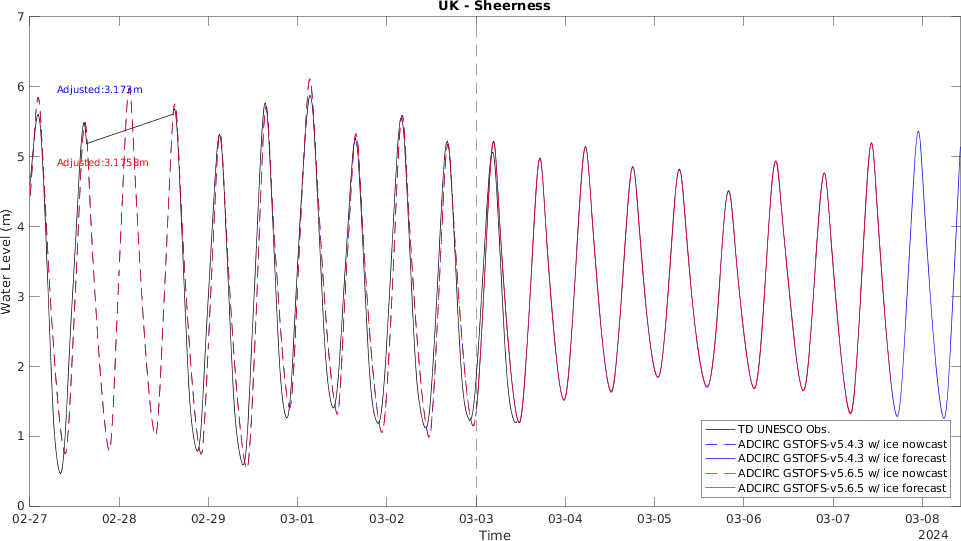 UK - Sheerness
7
6
5
4
3
2
1
0
Water Level (m)
Adjusted:3.173m
Adjusted:3.1758m
TD UNESCO Obs.
ADCIRC GSTOFS-v5.4.3 w/ ice nowcast
ADCIRC GSTOFS-v5.4.3 w/ ice forecast
ADCIRC GSTOFS-v5.6.5 w/ ice nowcast
ADCIRC GSTOFS-v5.6.5 w/ ice forecast
02-27 02-28 02-29 03-01 03-02 03-03 03-04 03-05 03-06 03-07 03-08
Time
2024